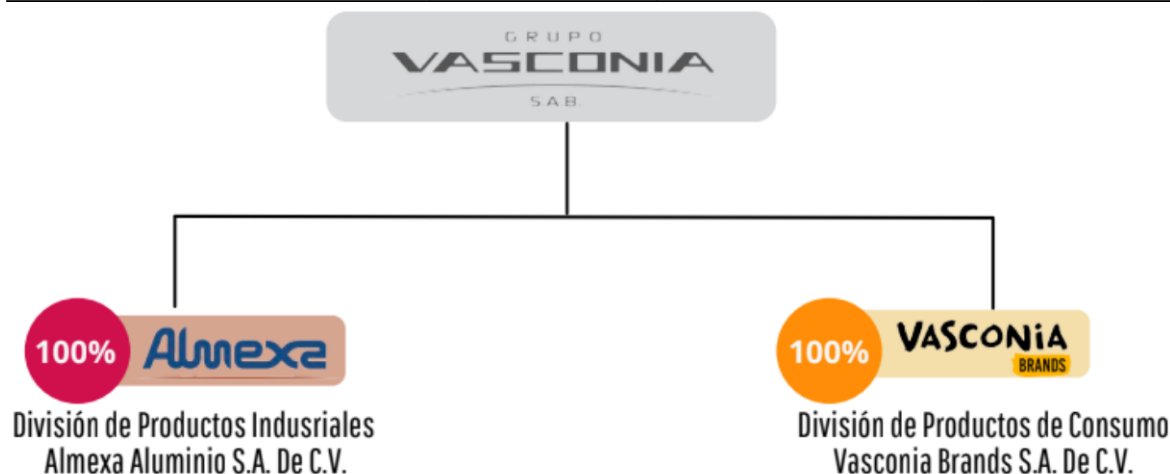 GRUPO
VASCONIA
S.A.B.
100%
Almexa
100%
VASCONiA
BRANDS
División de Productos Indusriales
Almexa Aluminio S.A. De C.V.
División de Productos de Consumo
Vasconia Brands S.A. De C.V.